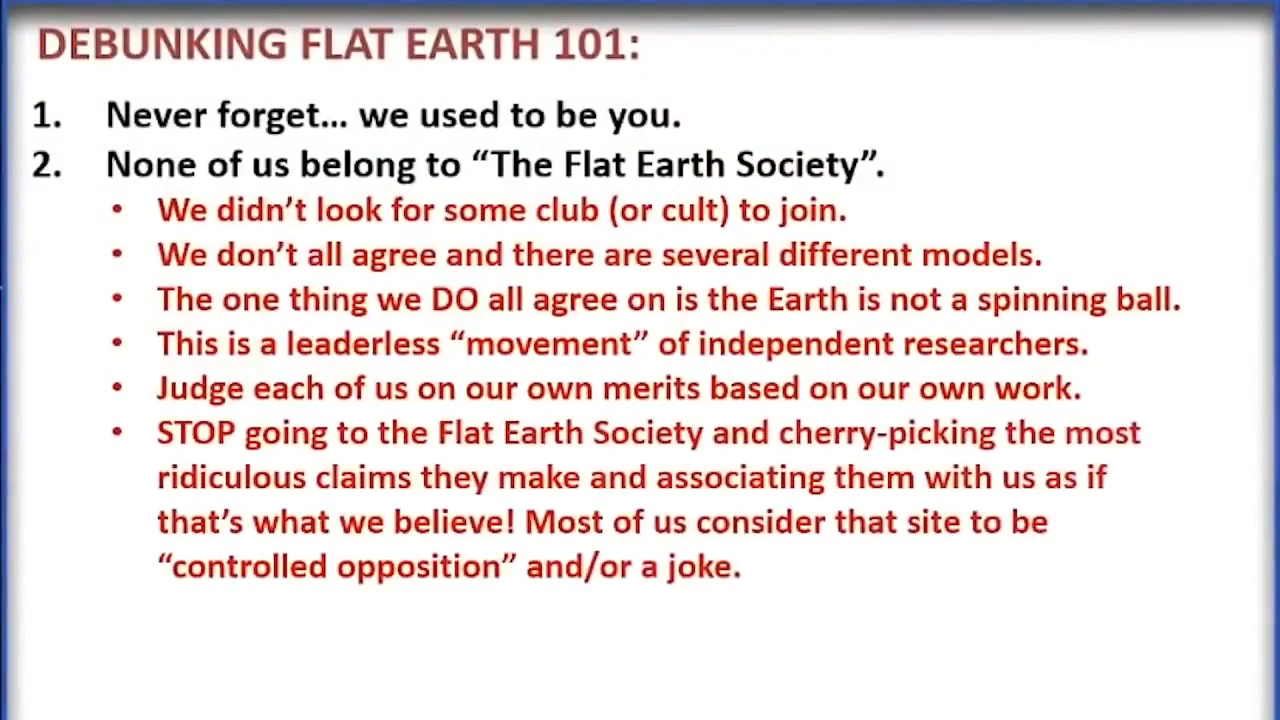 DEBUNKING FLAT EARTH 101:
1. Never forget... we used to be you.
2. None of us belong to “The Flat Earth Society”.
• We didn’t look for some club (or cult) to join.
• We don’t all agree and there are several different models.
• The one thing we DO all agree on is the Earth is not a spinning ball.
• This is a leaderless “movement” of independent researchers.
• Judge each of us on our own merits based on our own work.
• STOP going to the Flat Earth Society and cherry-picking the most
ridiculous claims they make and associating them with us as if
that’s what we believe! Most of us consider that site to be
“controlled opposition” and/or a joke.